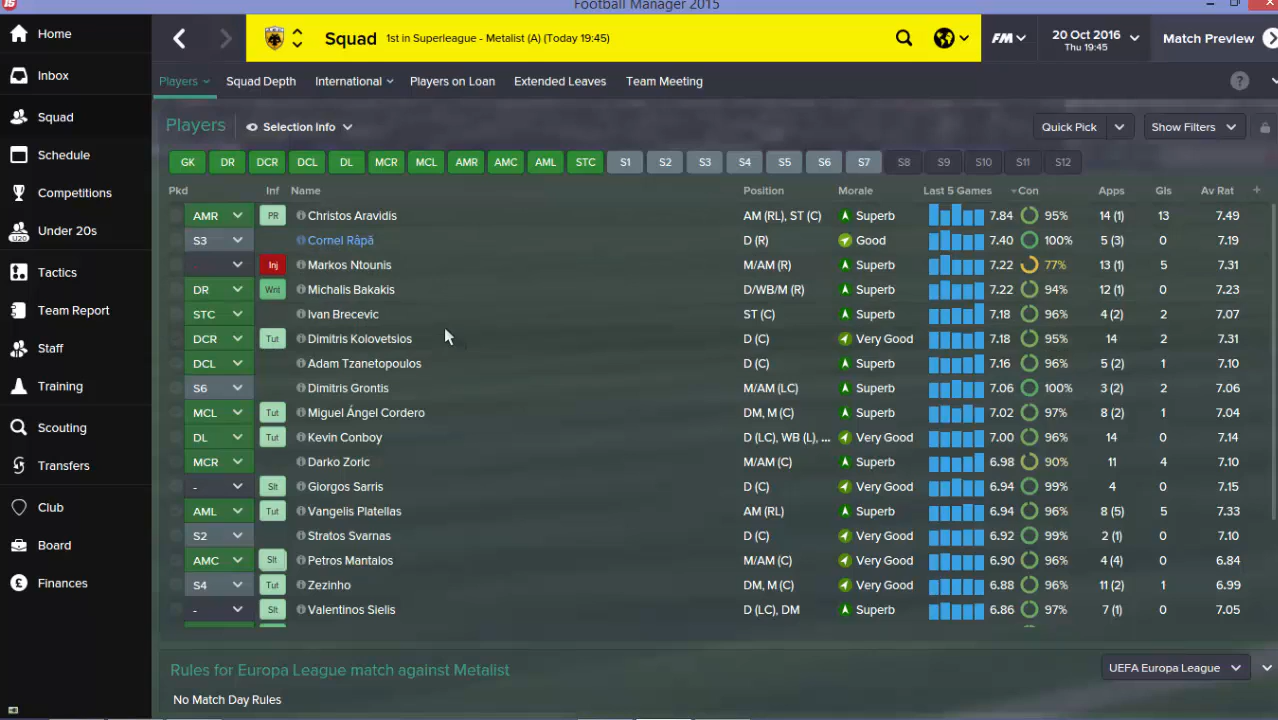 15 Football Manager 2015
Home
Squad 1st in Superleague - Metalist (A) (Today 19:45) FM 20 Oct 2016 Thu 19:45 Match Preview
Inbox
Players Squad Depth International Players on Loan Extended Leaves Team Meeting ?
Squad
Players Selection Info Quick Pick Show Filters
Schedule
GK DR DCR DCL DL MCR MCL AMR AMC AML STC S1 S2 S3 S4 S5 S6 S7 S8 S9 S10 S11 S12
Competitions
Pkd Inf Name Position Morale Last 5 Games Con Apps Gls Av Rat +
Under 20s
AMR PR Christos Aravidis AM (RL), ST (C) Superb 7.84 95% 14 (1) 13 7.49
S3 Cornel Râpă D (R) Good 7.40 100% 5 (3) 0 7.19
Tactics
- Inj Markos Ntounis M/AM (R) Superb 7.22 77% 13 (1) 5 7.31
DR Wnt Michalis Bakakis D/WB/M (R) Superb 7.22 94% 12 (1) 0 7.23
Team Report
STC Ivan Brecevic ST (C) Superb 7.18 96% 4 (2) 2 7.07
DCR Tut Dimitris Kolovetsios D (C) Very Good 7.18 95% 14 2 7.31
Staff
DCL Adam Tzanetopoulos D (C) Superb 7.16 96% 5 (2) 1 7.10
Training
S6 Dimitris Grontis M/AM (LC) Superb 7.06 100% 3 (2) 2 7.06
MCL Tut Miguel Ángel Cordero DM, M (C) Superb 7.02 97% 8 (2) 1 7.04
Scouting
DL Tut Kevin Conboy D (LC), WB (L), ... Very Good 7.00 96% 14 0 7.14
Transfers
MCR Darko Zoric M/AM (C) Superb 6.98 90% 11 4 7.10
- Slt Giorgos Sarris D (C) Very Good 6.94 99% 4 0 7.15
Club
AML Tut Vangelis Platellas AM (RL) Superb 6.94 96% 8 (5) 5 7.33
S2 Stratos Svarnas D (C) Very Good 6.92 99% 2 (1) 0 7.10
Board
AMC Slt Petros Mantalos M/AM (C) Very Good 6.90 96% 4 (4) 0 6.84
Finances
S4 Tut Zezinho DM, M (C) Very Good 6.88 96% 11 (2) 1 6.99
- Slt Valentinos Sielis D (LC), DM Superb 6.86 97% 7 (1) 0 7.05
Rules for Europa League match against Metalist UEFA Europa League
No Match Day Rules